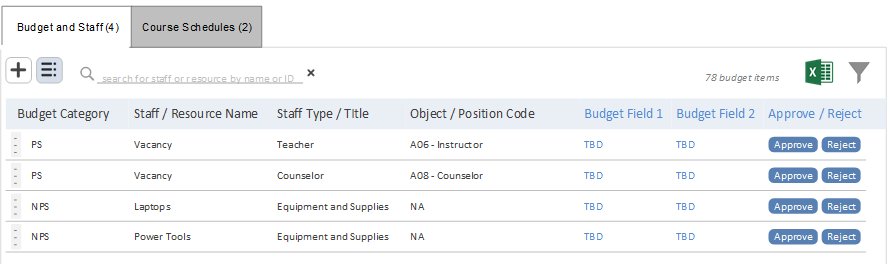 Budget and Staff (4) Course Schedules (2)
search for staff or resource by name or ID
78 budget items
Budget Category Staff / Resource Name Staff Type / TItle Object / Position Code Budget Field 1 Budget Field 2 Approve / Reject
PS Vacancy Teacher A06 - Instructor TBD TBD Approve Reject
PS Vacancy Counselor A08 - Counselor TBD TBD Approve Reject
NPS Laptops Equipment and Supplies NA TBD TBD Approve Reject
NPS Power Tools Equipment and Supplies NA TBD TBD Approve Reject